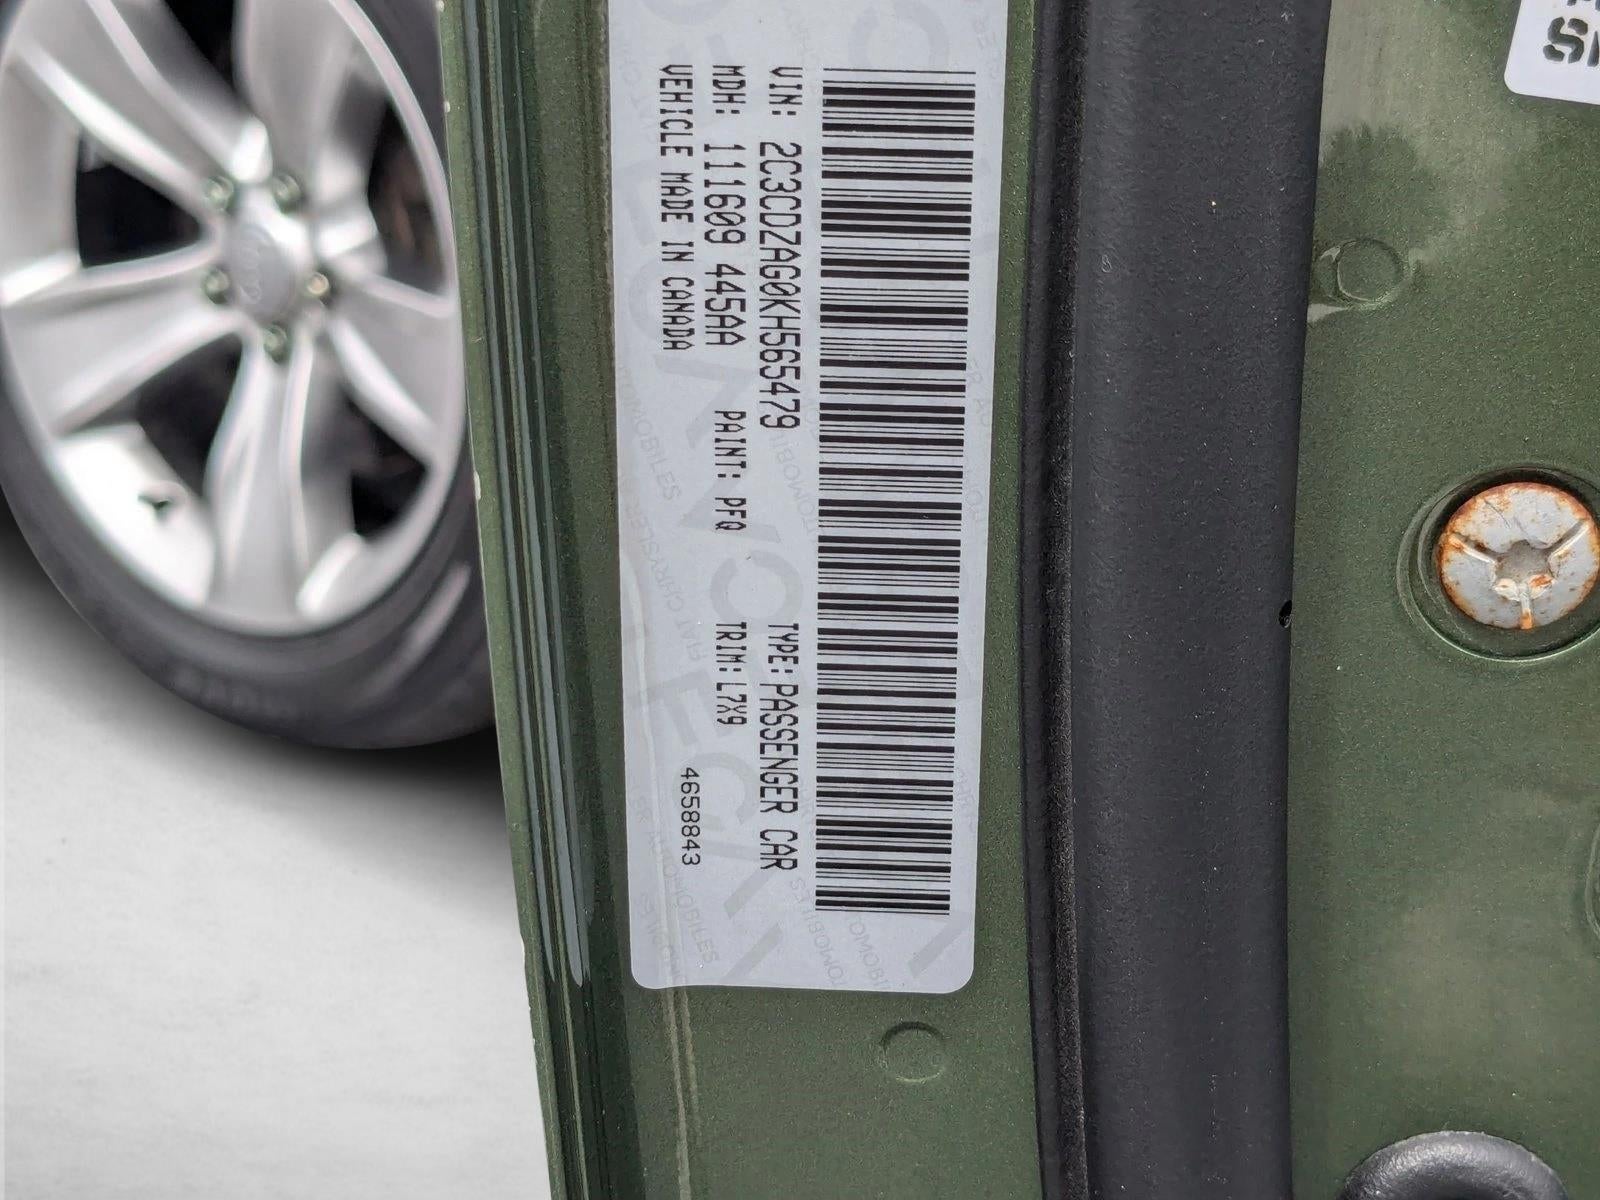 VIN: 2C3CDZAG0KH565479 TYPE: PASSENGER CAR
MDH: 111609 445AA PAINT: PFQ TRIM: L7X9
VEHICLE MADE IN CANADA 4658843